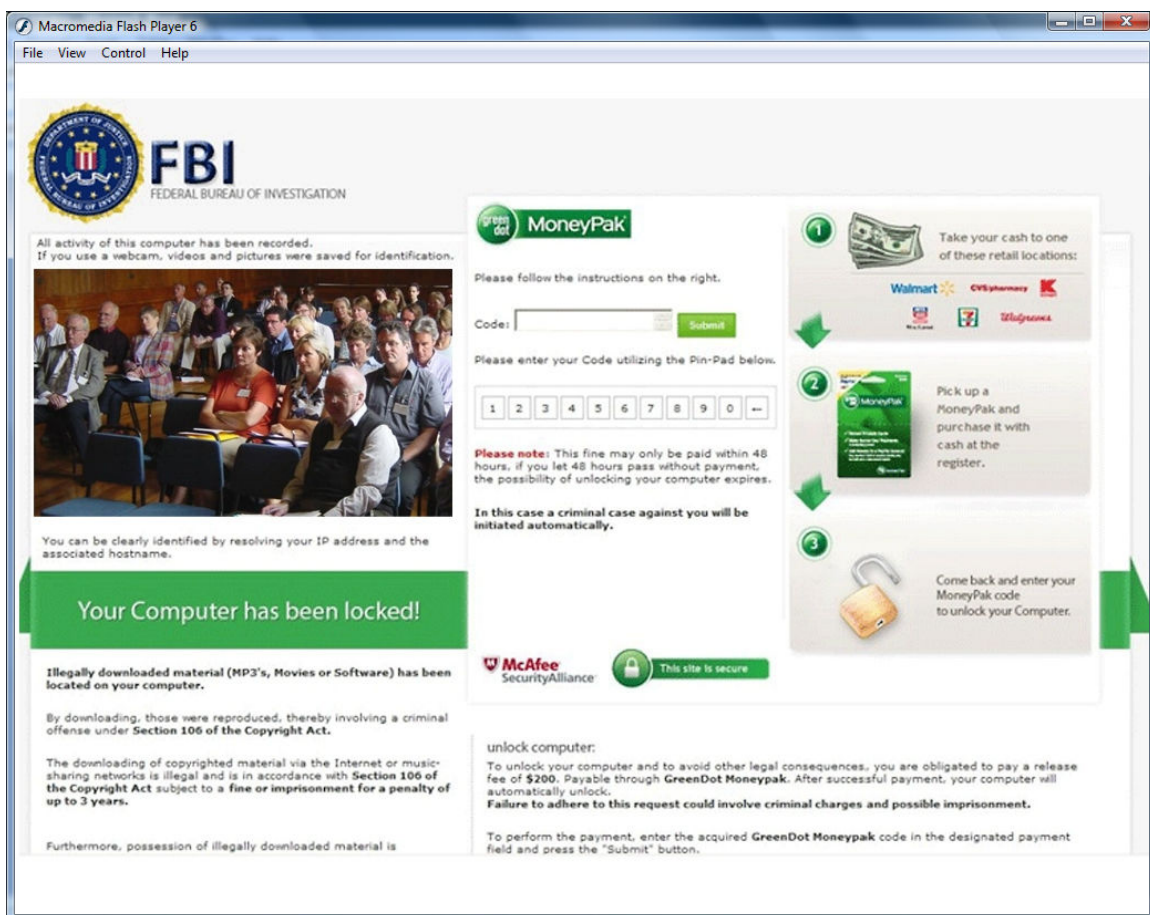 Macromedia Flash Player 6
File View Control Help
DEPARTMENT OF JUSTICE
FEDERAL BUREAU OF INVESTIGATION
FBI
FEDERAL BUREAU OF INVESTIGATION
All activity of this computer has been recorded.
If you use a webcam, videos and pictures were saved for identification.
You can be clearly identified by resolving your IP address and the
associated hostname.
Your Computer has been locked!
Illegally downloaded material (MP3's, Movies or Software) has been
located on your computer.
By downloading, those were reproduced, thereby involving a criminal
offense under Section 106 of the Copyright Act.
The downloading of copyrighted material via the Internet or music-
sharing networks is illegal and is in accordance with Section 106 of
the Copyright Act subject to a fine or imprisonment for a penalty of
up to 3 years.
Furthermore, possession of illegally downloaded material is
green dot MoneyPak
Please follow the instructions on the right.
Code: Submit
Please enter your Code utilizing the Pin-Pad below.
1 2 3 4 5 6 7 8 9 0 ←
Please note: This fine may only be paid within 48
hours, if you let 48 hours pass without payment,
the possibility of unlocking your computer expires.
In this case a criminal case against you will be
initiated automatically.
McAfee
SecurityAlliance
This site is secure
1
Take your cash to one
of these retail locations:
Walmart CVS/pharmacy K
7 Walgreens
2
MoneyPak
Pick up a
MoneyPak and
purchase it with
cash at the
register.
3
Come back and enter your
MoneyPak code
to unlock your Computer.
unlock computer:
To unlock your computer and to avoid other legal consequences, you are obligated to pay a release
fee of $200. Payable through GreenDot Moneypak. After successful payment, your computer will
automatically unlock.
Failure to adhere to this request could involve criminal charges and possible imprisonment.
To perform the payment, enter the acquired GreenDot Moneypak code in the designated payment
field and press the "Submit" button.